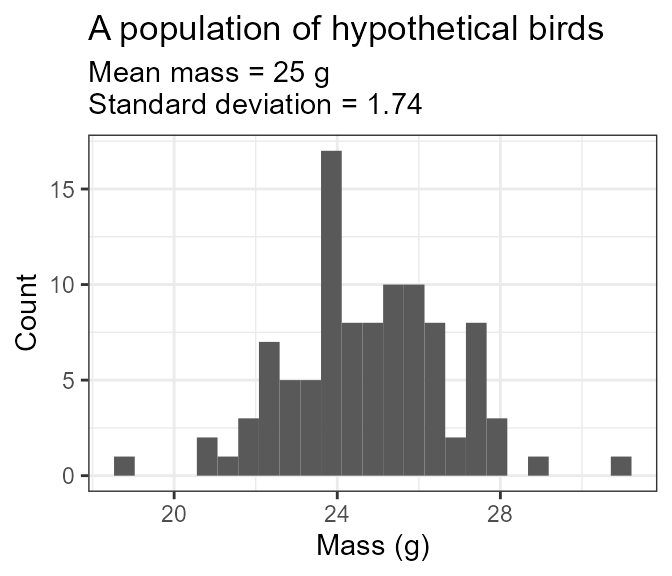 A population of hypothetical birds
Mean mass = 25 g
Standard deviation = 1.74
15
10
5
0
Count
20 24 28
Mass (g)